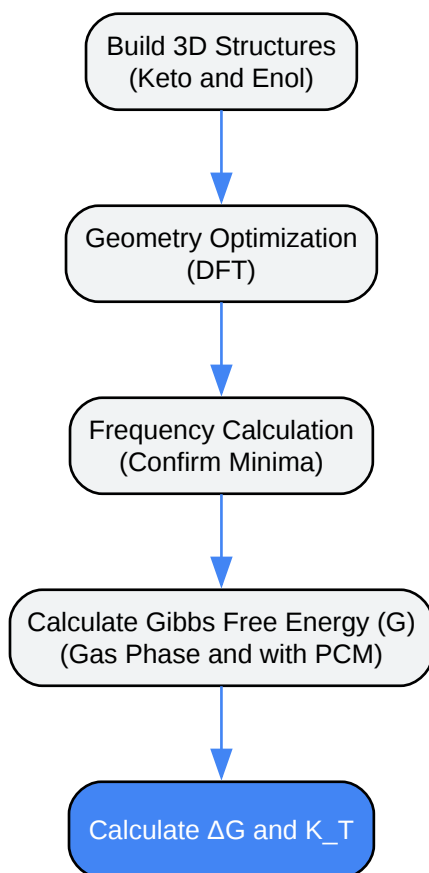 Build 3D Structures
(Keto and Enol)
Geometry Optimization
(DFT)
Frequency Calculation
(Confirm Minima)
Calculate Gibbs Free Energy (G)
(Gas Phase and with PCM)
Calculate ΔG and K_T